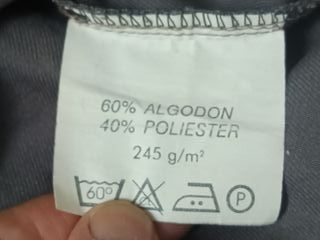 60% ALGODON
40% POLIESTER
245 g/m²
60° P